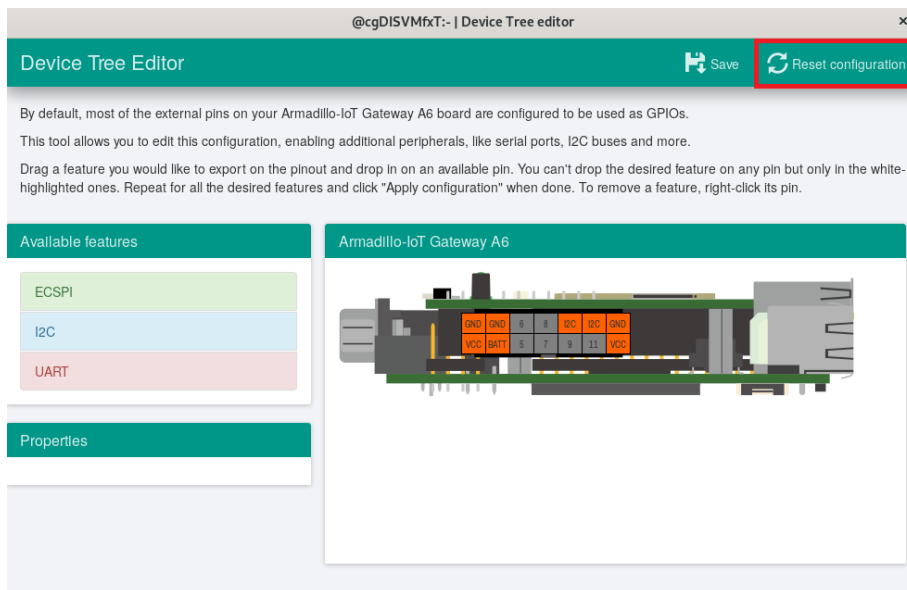 @cgDISVMfxT:~ | Device Tree editor
×
Device Tree Editor
Save
Reset configuration
By default, most of the external pins on your Armadillo-IoT Gateway A6 board are configured to be used as GPIOs.
This tool allows you to edit this configuration, enabling additional peripherals, like serial ports, I2C buses and more.
Drag a feature you would like to export on the pinout and drop in on an available pin. You can't drop the desired feature on any pin but only in the white-
highlighted ones. Repeat for all the desired features and click "Apply configuration" when done. To remove a feature, right-click its pin.
Available features
ECSPI
I2C
UART
Properties
Armadillo-IoT Gateway A6
GND GND 6 8 I2C I2C GND
VCC BATT 5 7 9 11 VCC